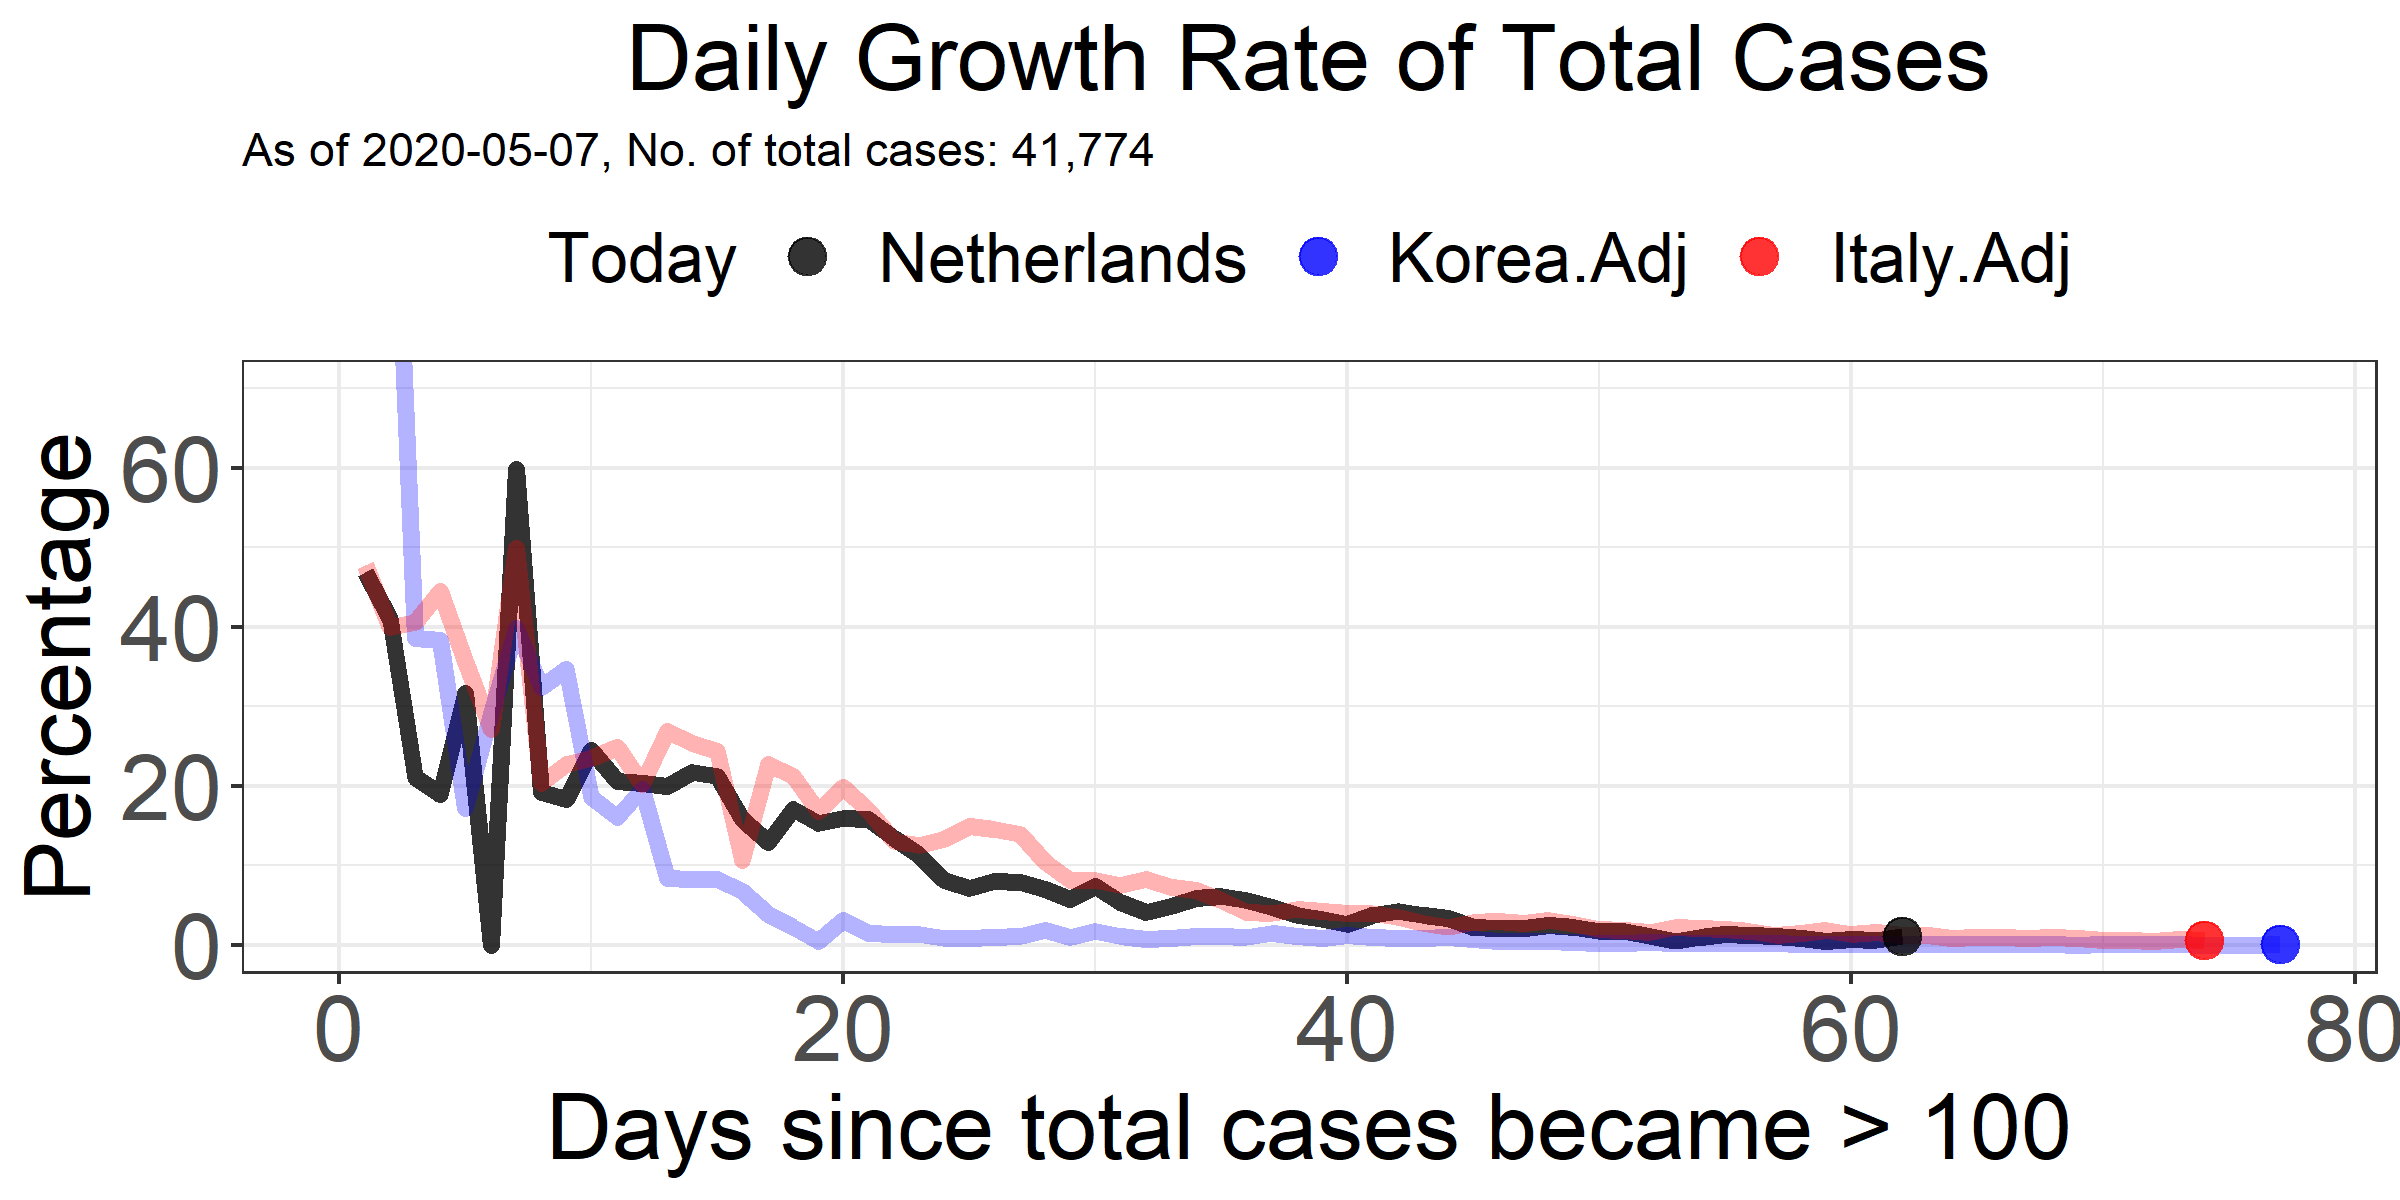 Daily Growth Rate of Total Cases
As of 2020-05-07, No. of total cases: 41,774
Today Netherlands Korea.Adj Italy.Adj
Percentage
60
40
20
0
0 20 40 60 80
Days since total cases became > 100